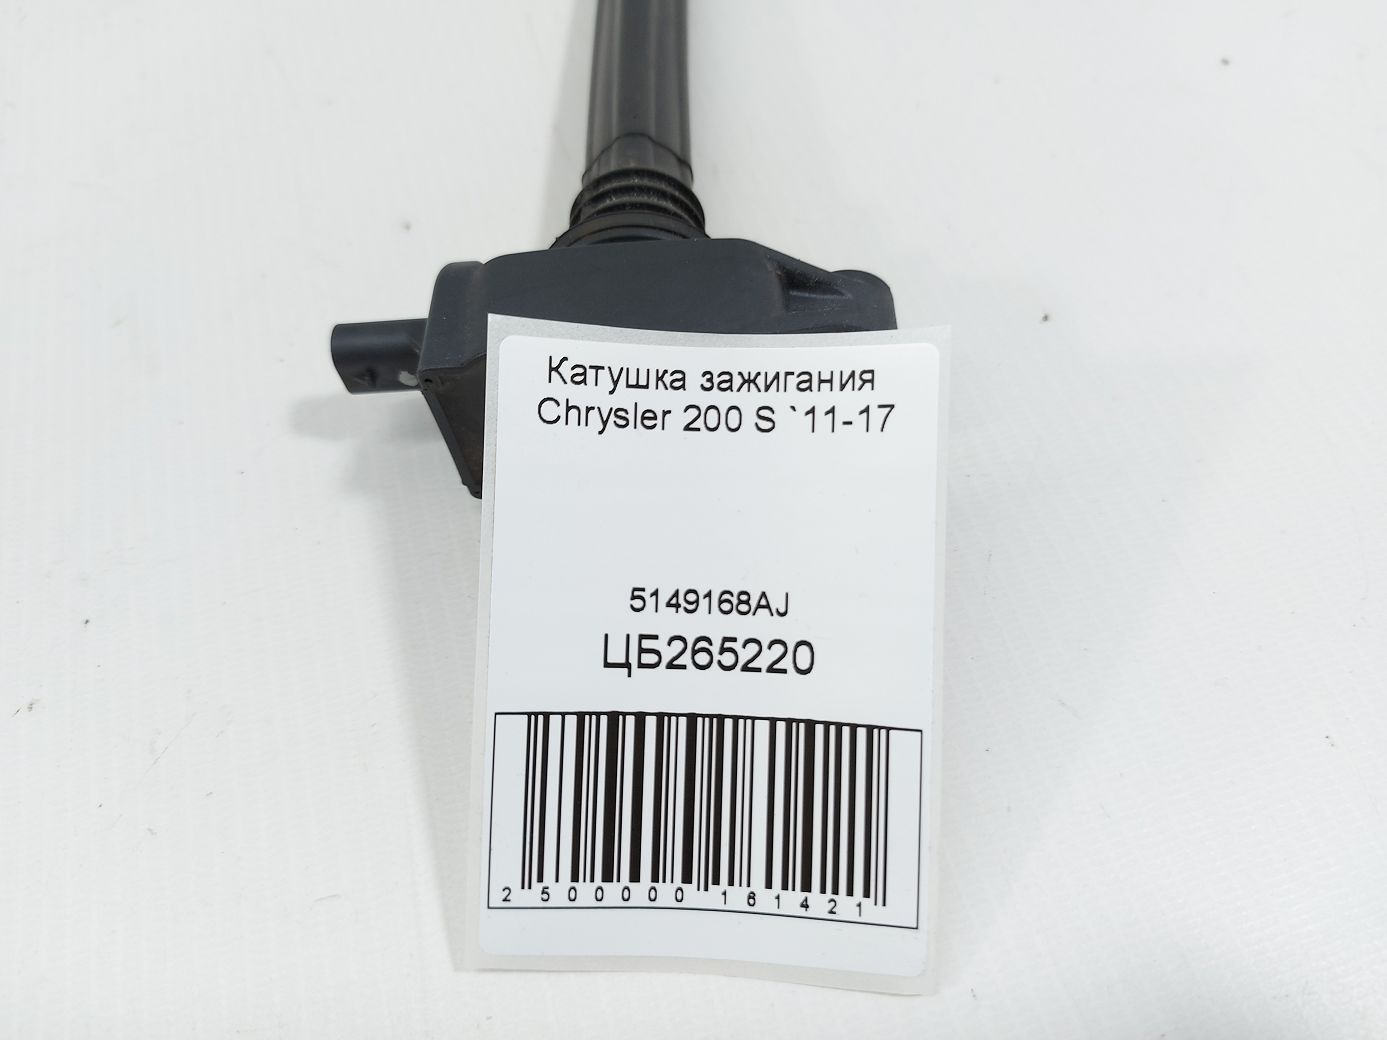 Катушка зажигания
Chrysler 200 S `11-17
5149168AJ
ЦБ265220
2 500000 161421